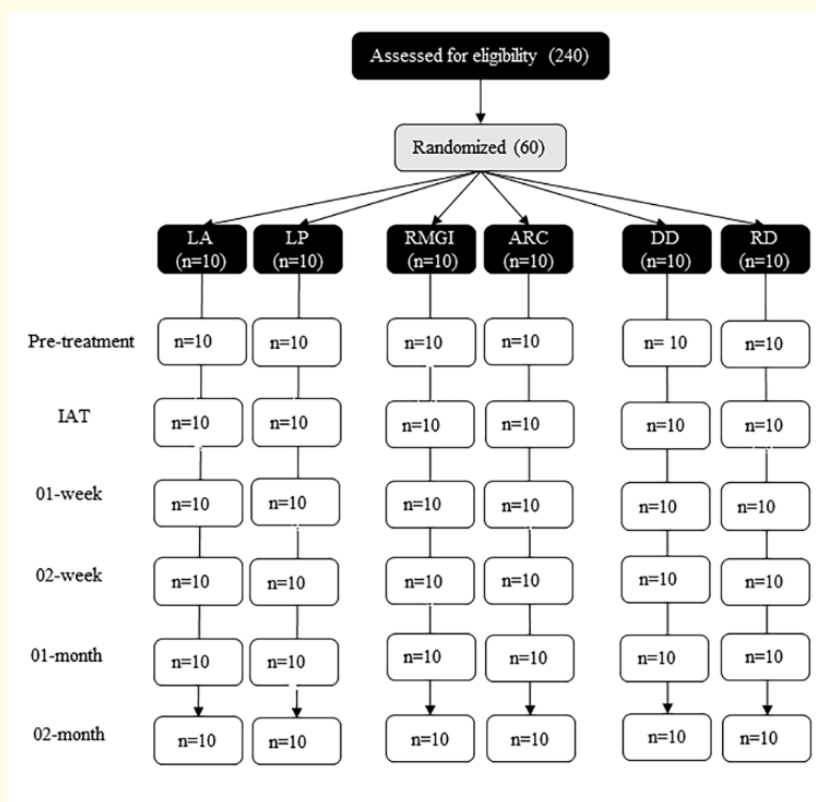 Assessed for eligibility (240)
Randomized (60)
LA LP RMGI ARC DD RD
(n=10) (n=10) (n=10) (n=10) (n=10) (n=10)
Pre-treatment n=10 n=10 n=10 n=10 n= 10 n=10
IAT n=10 n=10 n=10 n=10 n=10 n=10
01-week n=10 n=10 n=10 n=10 n=10 n=10
02-week n=10 n=10 n=10 n=10 n=10 n=10
01-month n=10 n=10 n=10 n=10 n=10 n=10
02-month n=10 n=10 n=10 n=10 n=10 n=10